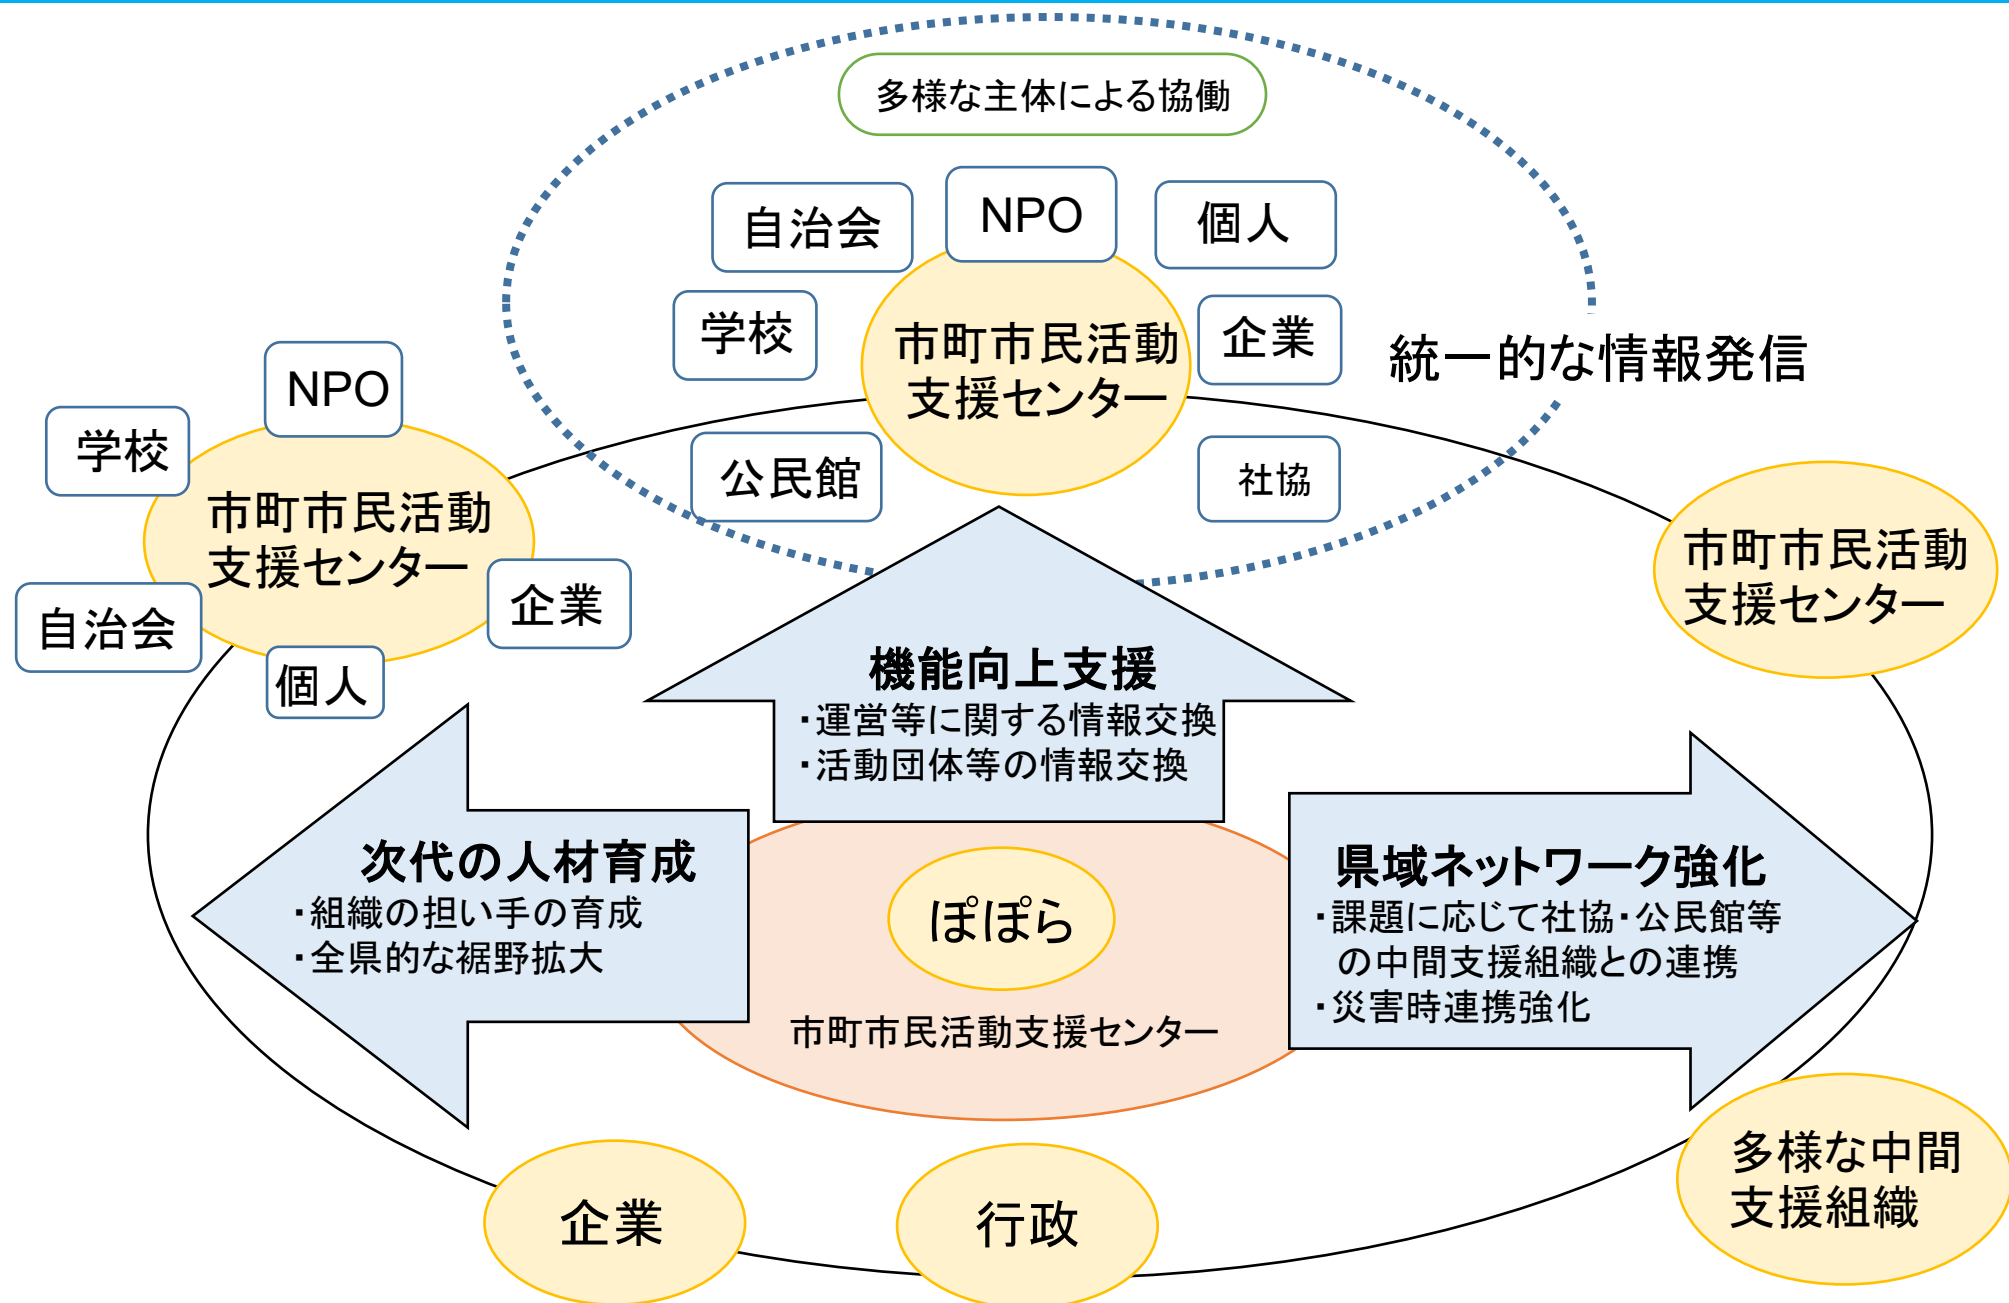 多様な主体による協働
自治会
NPO
個人
学校
市町市民活動
支援センター
企業
公民館
社協
統一的な情報発信
NPO
学校
市町市民活動
支援センター
自治会
企業
個人
市町市民活動
支援センター
機能向上支援
・運営等に関する情報交換
・活動団体等の情報交換
次代の人材育成
・組織の担い手の育成
・全県的な裾野拡大
ぽぽら
市町市民活動支援センター
県域ネットワーク強化
・課題に応じて社協・公民館等
の中間支援組織との連携
・災害時連携強化
企業
行政
多様な中間
支援組織